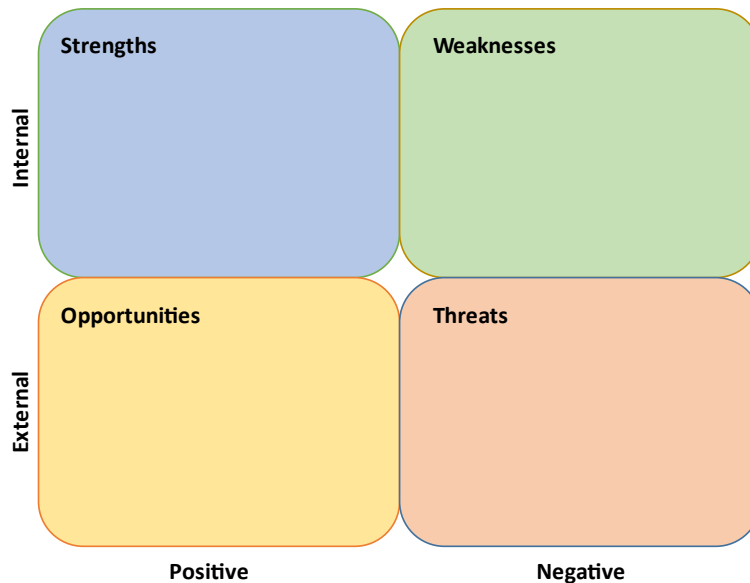 Strengths
Weaknesses
Internal
Opportunities
Threats
External
Positive
Negative